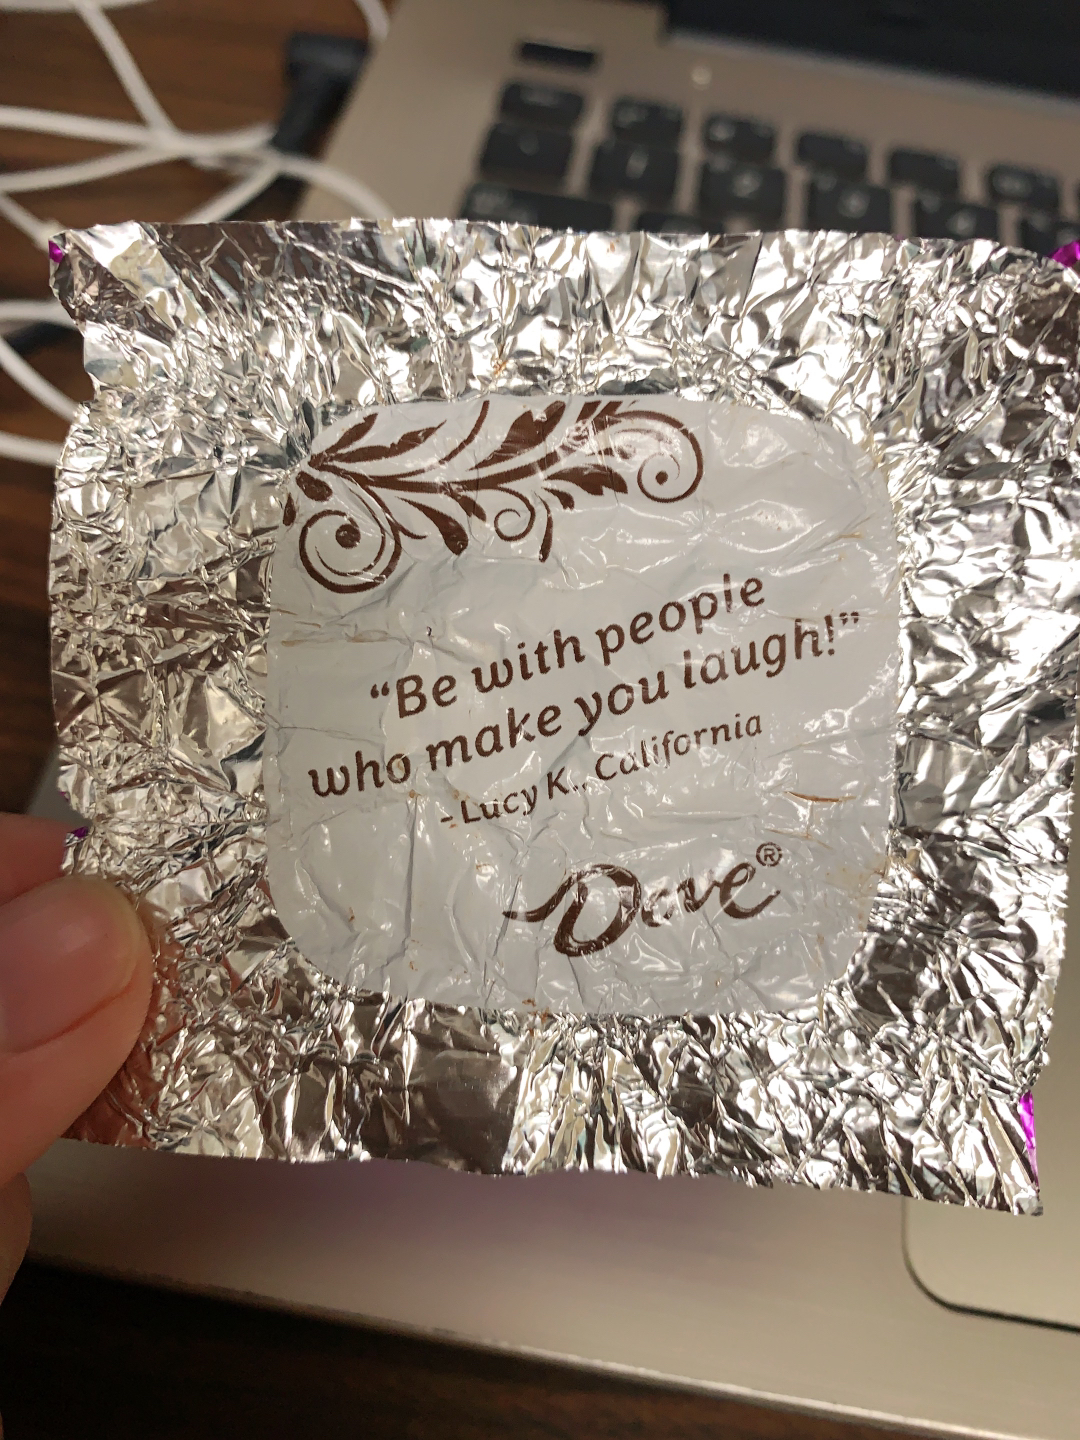 “Be with people
who make you laugh!”
- Lucy K., California
Dove®